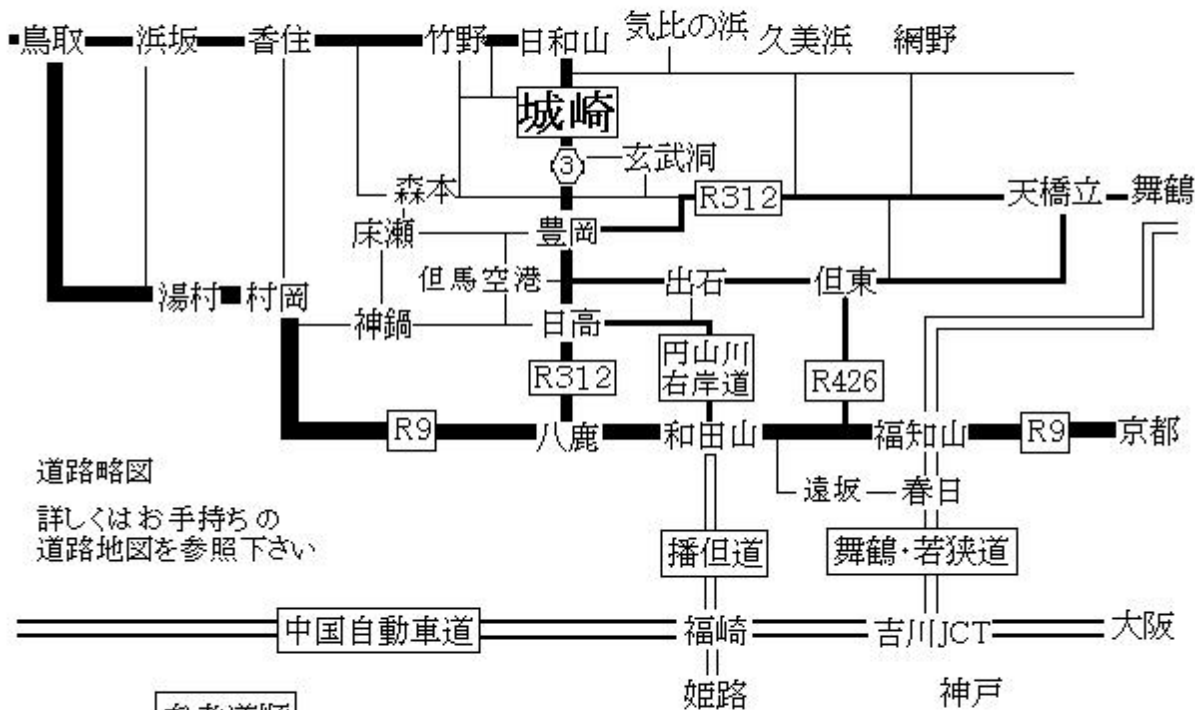 鳥取
浜坂
香住
竹野
日和山
気比の浜
久美浜
網野
城崎
3
玄武洞
森本
R312
天橋立
舞鶴
床瀬
豊岡
但馬空港
出石
但東
湯村
村岡
神鍋
日高
円山川
右岸道
R312
R426
R9
八鹿
和田山
福知山
R9
京都
道路略図
遠坂
春日
詳しくはお手持ちの
道路地図を参照下さい
播但道
舞鶴・若狭道
中国自動車道
福崎
吉川JCT
大阪
姫路
神戸